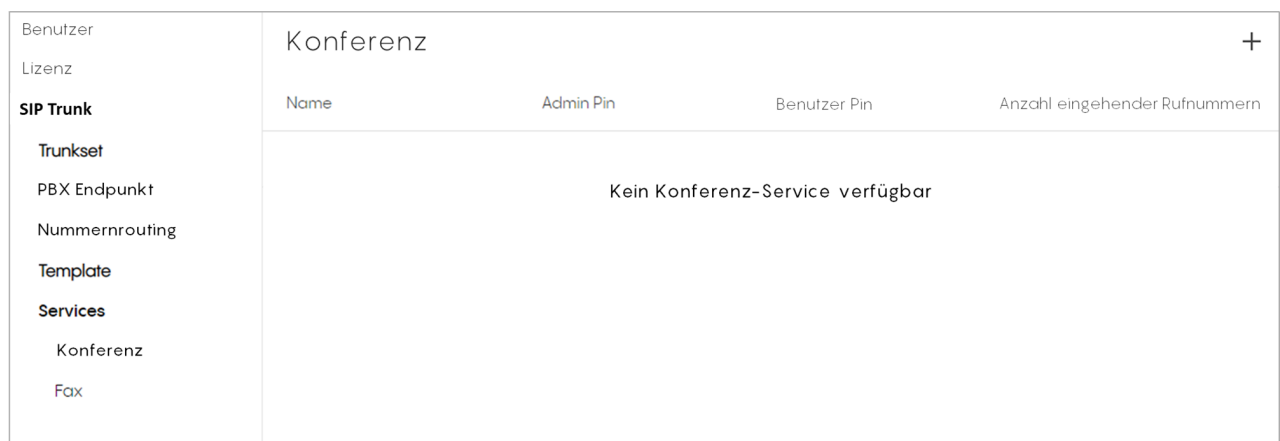 Benutzer
Lizenz
SIP Trunk
Trunkset
PBX Endpunkt
Nummernrouting
Template
Services
Konferenz
Fax
Konferenz
Name Admin Pin Benutzer Pin Anzahl eingehender Rufnummern
Kein Konferenz-Service verfügbar